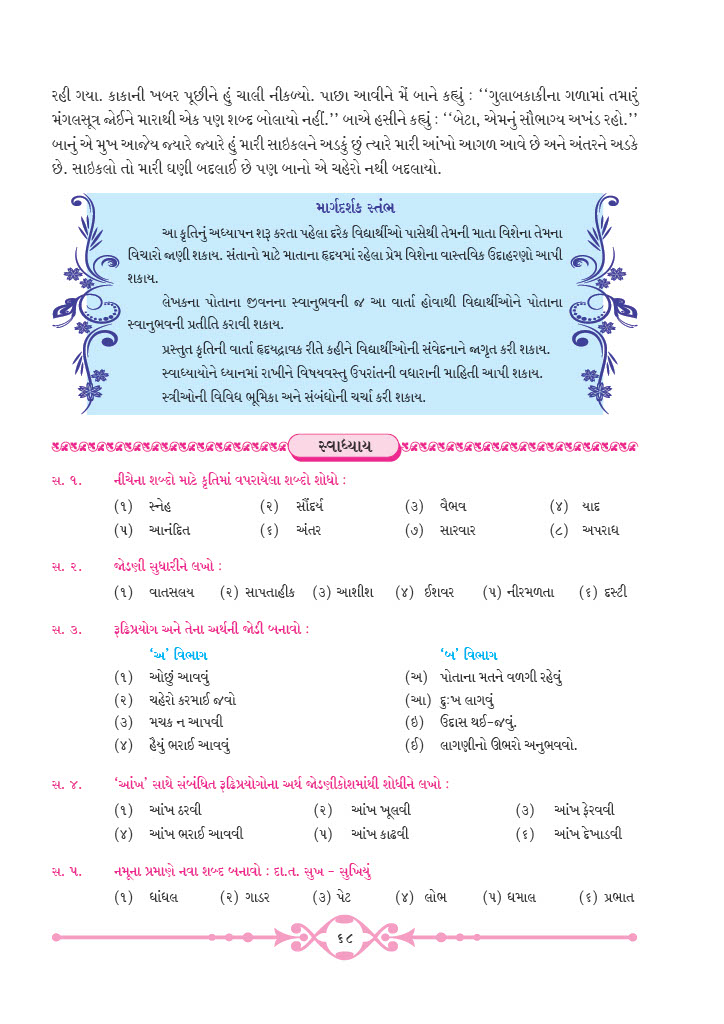 રહી ગયા. કાકાની ખબર પૂછીને હું ચાલી નીકળ્યો. પાછા આવીને મેં બાને કહ્યું : ‘‘ગુલાબકાકીના ગળામાં તમારું
મંગલસૂત્ર જોઈને મારાથી એક પણ શબ્દ બોલાયો નહીં.’’ બાએ હસીને કહ્યું : ‘‘બેટા, એમનું સૌભાગ્ય અખંડ રહો.’’
બાનું એ મુખ આજેય જ્યારે જ્યારે હું મારી સાઇકલને અડકું છું ત્યારે મારી આંખો આગળ આવે છે અને અંતરને અડકે
છે. સાઇકલો તો મારી ઘણી બદલાઈ છે પણ બાનો એ ચહેરો નથી બદલાયો.
માર્ગદર્શક સ્તંભ
આ કૃતિનું અધ્યાપન શરૂ કરતા પહેલા દરેક વિદ્યાર્થીઓ પાસેથી તેમની માતા વિશેના તેમના
વિચારો જાણી શકાય. સંતાનો માટે માતાના હૃદયમાં રહેલા પ્રેમ વિશેના વાસ્તવિક ઉદાહરણો આપી
શકાય.
લેખકના પોતાના જીવનના સ્વાનુભવની જ આ વાર્તા હોવાથી વિદ્યાર્થીઓને પોતાના
સ્વાનુભવની પ્રતીતિ કરાવી શકાય.
પ્રસ્તુત કૃતિની વાર્તા હૃદયદ્રાવક રીતે કહીને વિદ્યાર્થીઓની સંવેદનાને જાગૃત કરી શકાય.
સ્વાધ્યાયોને ધ્યાનમાં રાખીને વિષયવસ્તુ ઉપરાંતની વધારાની માહિતી આપી શકાય.
સ્ત્રીઓની વિવિધ ભૂમિકા અને સંબંધોની ચર્ચા કરી શકાય.
સ્વાધ્યાય
સ. ૧. નીચેના શબ્દો માટે કૃતિમાં વપરાયેલા શબ્દો શોધો :
(૧) સ્નેહ (૨) સૌંદર્ય (૩) વૈભવ (૪) યાદ
(૫) આનંદિત (૬) અંતર (૭) સારવાર (૮) અપરાધ
સ. ૨. જોડણી સુધારીને લખો :
(૧) વાતસલય (૨) સાપતાહીક (૩) આશીશ (૪) ઈશવર (૫) નીરમળતા (૬) દસ્ટી
સ. ૩. રૂઢિપ્રયોગ અને તેના અર્થની જોડી બનાવો :
‘અ’ વિભાગ ‘બ’ વિભાગ
(૧) ઓછું આવવું (અ) પોતાના મતને વળગી રહેવું
(૨) ચહેરો કરમાઈ જવો (આ) દુઃખ લાગવું
(૩) મચક ન આપવી (ઇ) ઉદાસ થઈ-જવું.
(૪) હૈયું ભરાઈ આવવું (ઈ) લાગણીનો ઊભરો અનુભવવો.
સ. ૪. ‘આંખ’ સાથે સંબંધિત રૂઢિપ્રયોગોના અર્થ જોડણીકોશમાંથી શોધીને લખો :
(૧) આંખ ઠરવી (૨) આંખ ખૂલવી (૩) આંખ ફેરવવી
(૪) આંખ ભરાઈ આવવી (૫) આંખ કાઢવી (૬) આંખ દેખાડવી
સ. ૫. નમૂના પ્રમાણે નવા શબ્દ બનાવો : દા.ત. સુખ - સુખિયું
(૧) ધાંધલ (૨) ગાડર (૩) પેટ (૪) લોભ (૫) ધમાલ (૬) પ્રભાત
૬૮